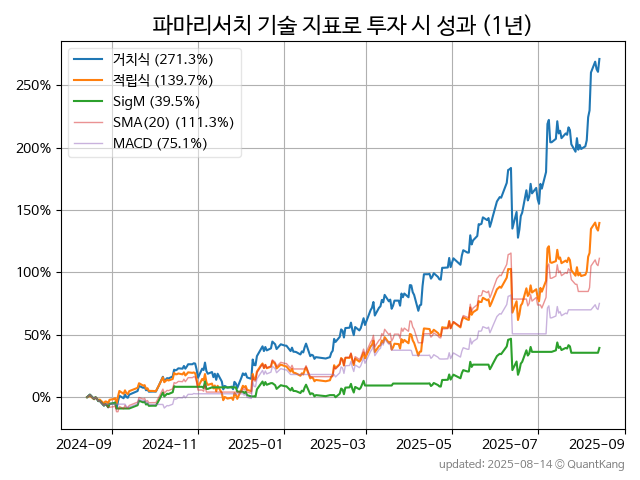 파마리서치 기술 지표로 투자 시 성과 (1년)
거치식 (271.3%)
적립식 (139.7%)
SigM (39.5%)
SMA(20) (111.3%)
MACD (75.1%)
250%
200%
150%
100%
50%
0%
2024-09 2024-11 2025-01 2025-03 2025-05 2025-07 2025-09
updated: 2025-08-14 © QuantKang